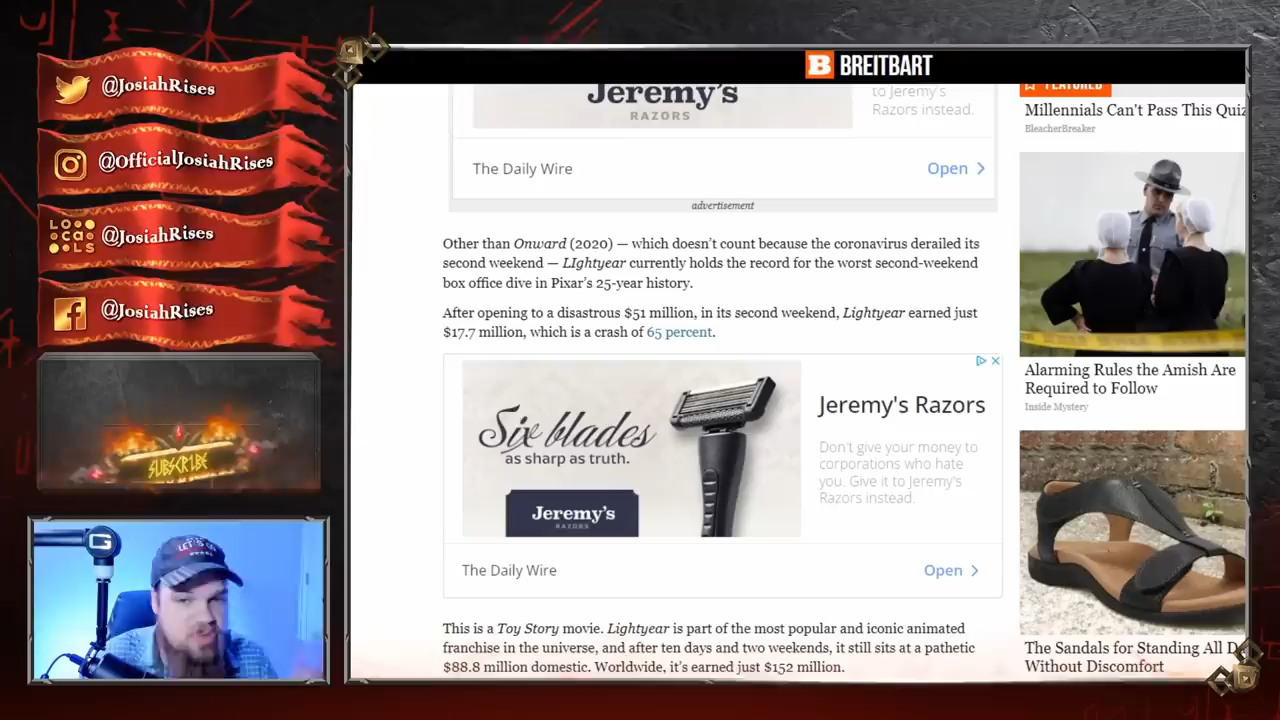 @JosiahRises
@OfficialJosiahRises
LO
CA
LS
@JosiahRises
@JosiahRises
SUBSCRIBE
G
LET'S GO
B BREITBART
Jeremy's
RAZORS
to Jeremy's
Razors instead.
The Daily Wire
Open
advertisement
Other than Onward (2020) — which doesn't count because the coronavirus derailed its
second weekend — LIghtyear currently holds the record for the worst second-weekend
box office dive in Pixar's 25-year history.
After opening to a disastrous $51 million, in its second weekend, Lightyear earned just
$17.7 million, which is a crash of 65 percent.
Six blades
as sharp as truth.
Jeremy's
RAZORS
Jeremy's Razors
Don't give your money to
corporations who hate
you. Give it to Jeremy's
Razors instead.
The Daily Wire
Open
This is a Toy Story movie. Lightyear is part of the most popular and iconic animated
franchise in the universe, and after ten days and two weekends, it still sits at a pathetic
$88.8 million domestic. Worldwide, it's earned just $152 million.
FEATURED
Millennials Can't Pass This Quiz
BleacherBreaker
Alarming Rules the Amish Are
Required to Follow
Inside Mystery
The Sandals for Standing All D
Without Discomfort